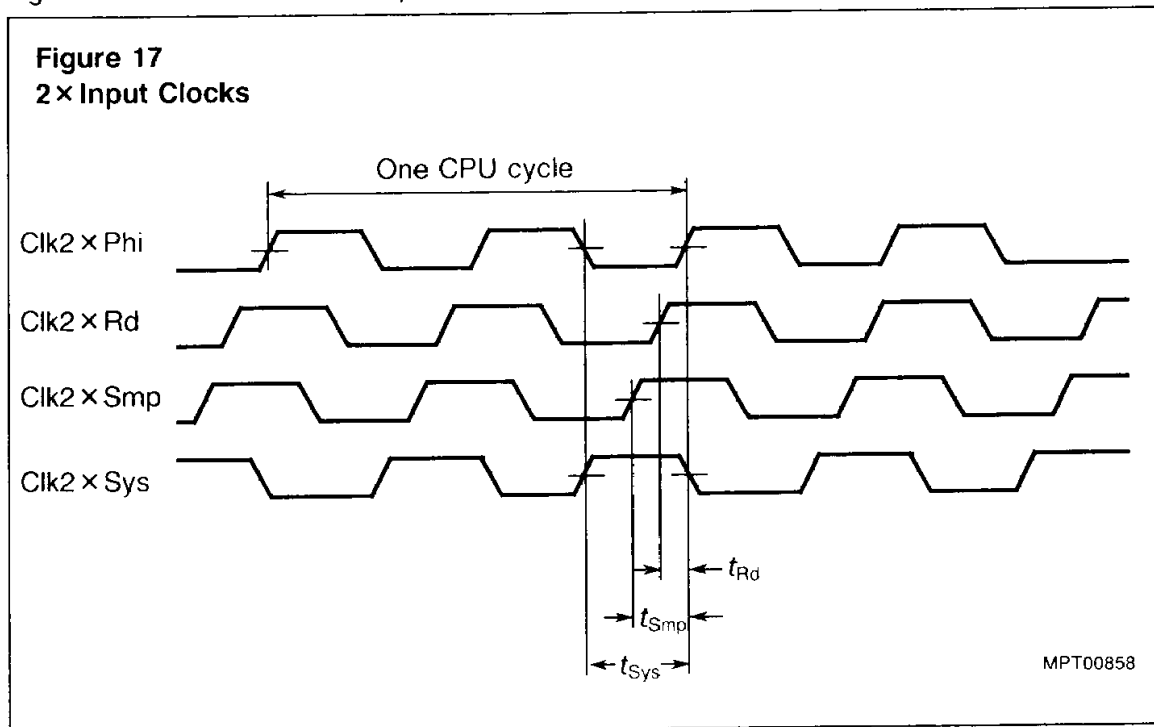 Figure 17
2×Input Clocks
One CPU cycle
Clk2×Phi
Clk2×Rd
Clk2×Smp
Clk2×Sys
tRd
tSmp
tSys
MPT00858